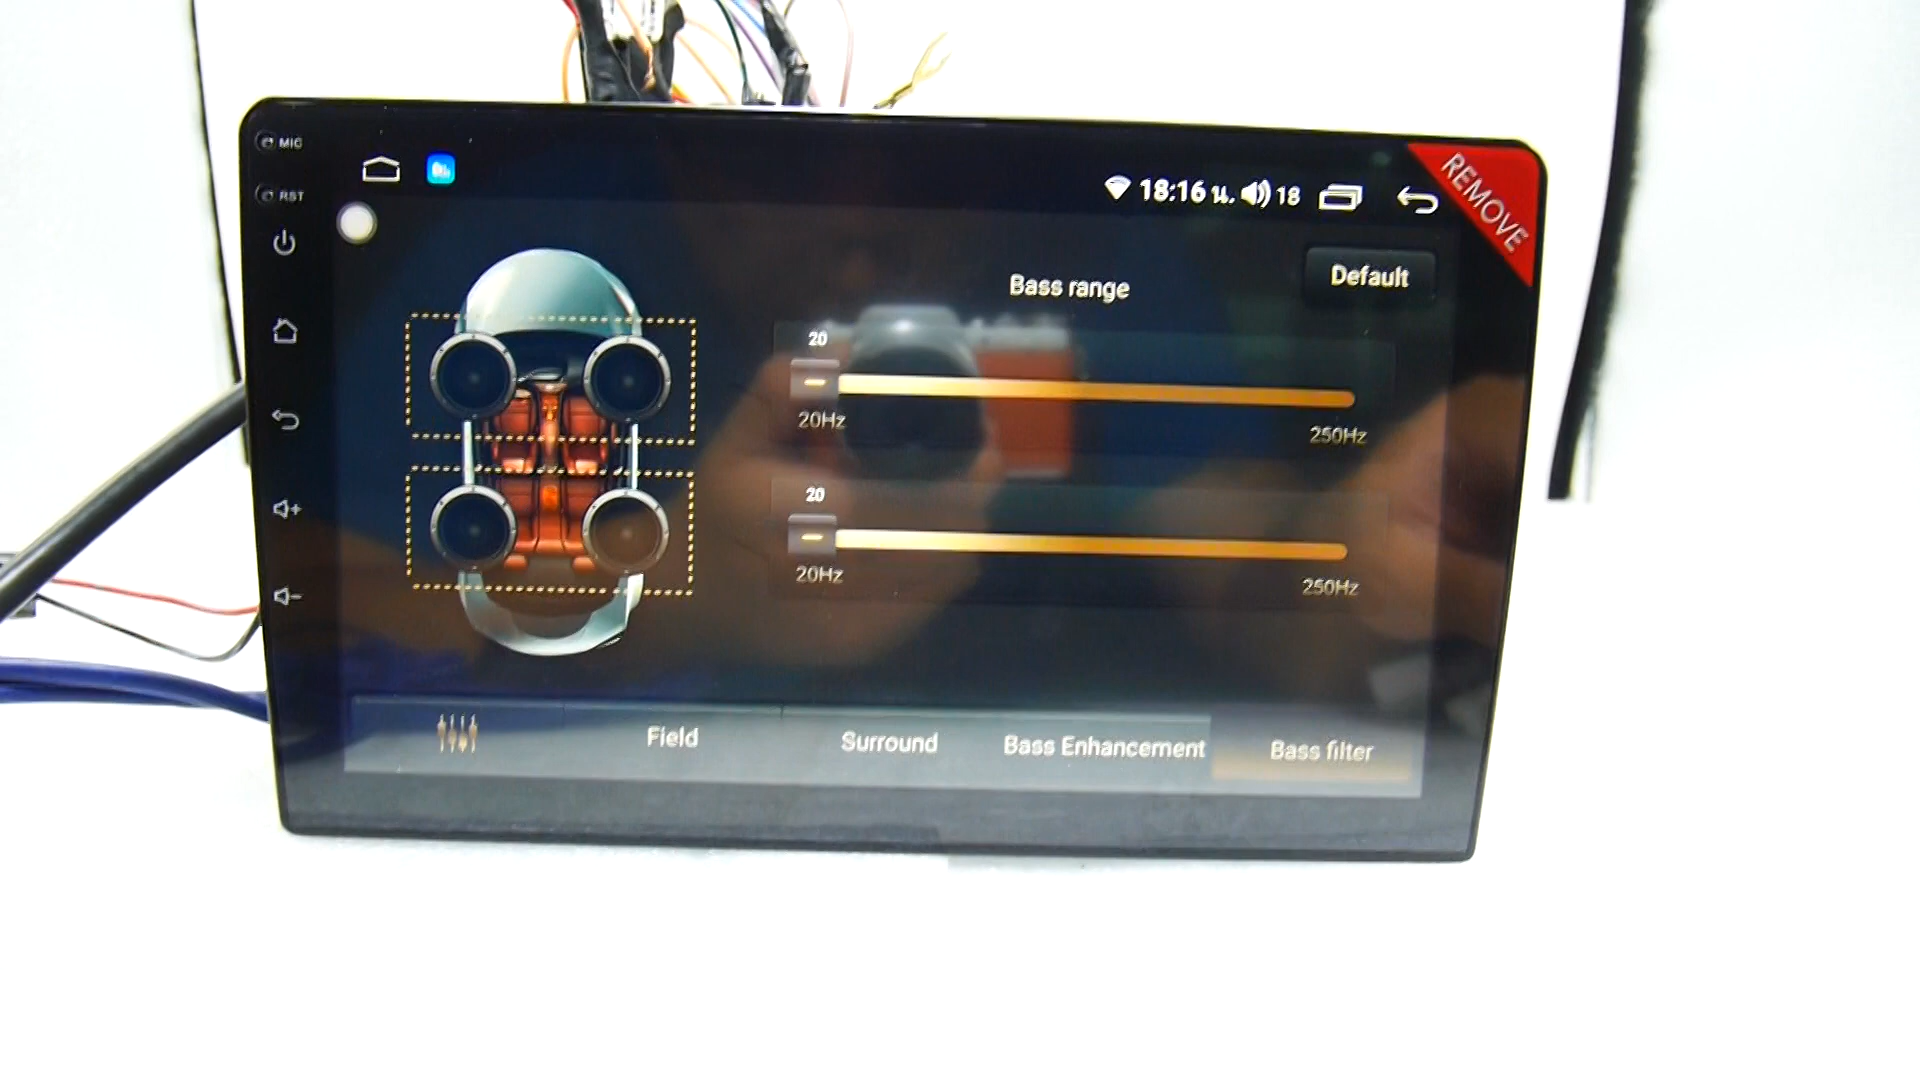 MIC
RST
18:16 น.
18
REMOVE
Default
Bass range
20
20Hz
250Hz
20
20Hz
250Hz
Field
Surround
Bass Enhancement
Bass filter